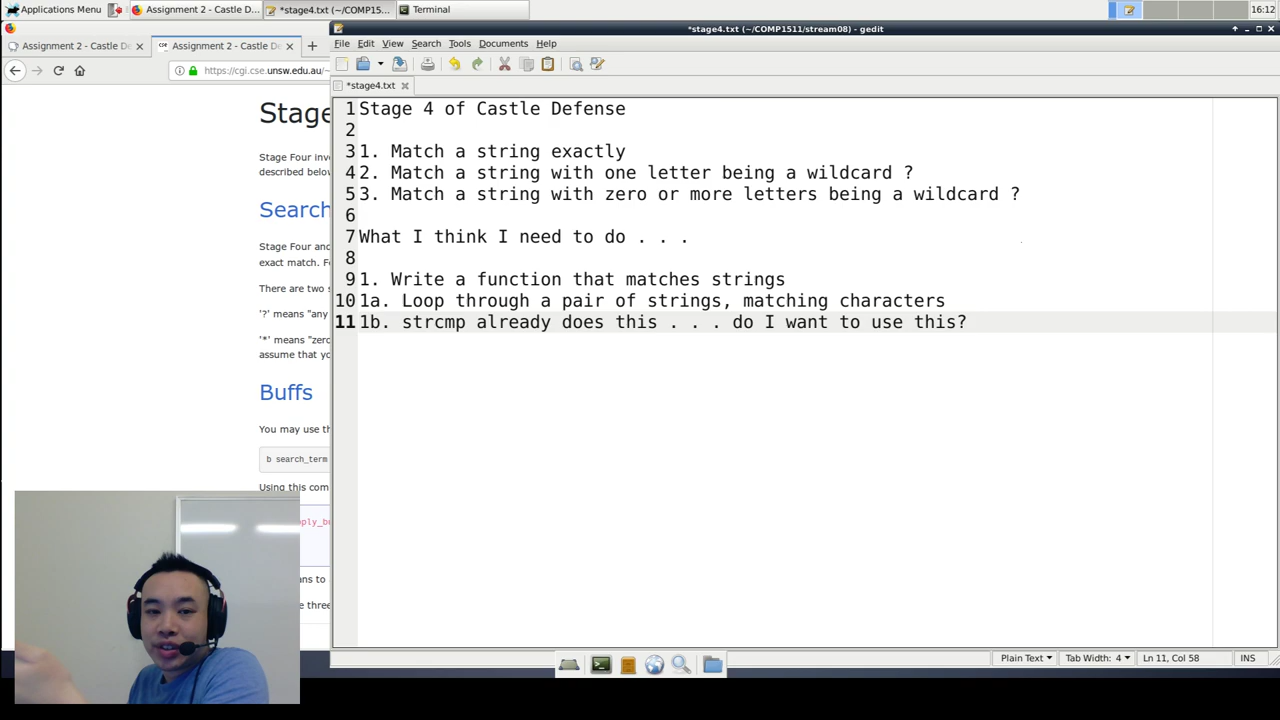 Applications Menu
Assignment 2 - Castle D...
*stage4.txt (~/COMP15...
Terminal
16:12
*stage4.txt (~/COMP1511/stream08) - gedit
Assignment 2 - Castle De
Assignment 2 - Castle De
https://cgi.cse.unsw.edu.au/~
File Edit View Search Tools Documents Help
*stage4.txt
Stage
Stage Four inv
described below
Search
Stage Four and
exact match. F
There are two s
'?' means "any
'*' means "zero
assume that yo
Buffs
You may use th
b search_term
Using this com
pply_bu
ans to
e three
1 Stage 4 of Castle Defense
2
3 1. Match a string exactly
4 2. Match a string with one letter being a wildcard ?
5 3. Match a string with zero or more letters being a wildcard ?
6
7 What I think I need to do . . .
8
9 1. Write a function that matches strings
10 1a. Loop through a pair of strings, matching characters
11 1b. strcmp already does this . . . do I want to use this?
Plain Text Tab Width: 4 Ln 11, Col 58 INS